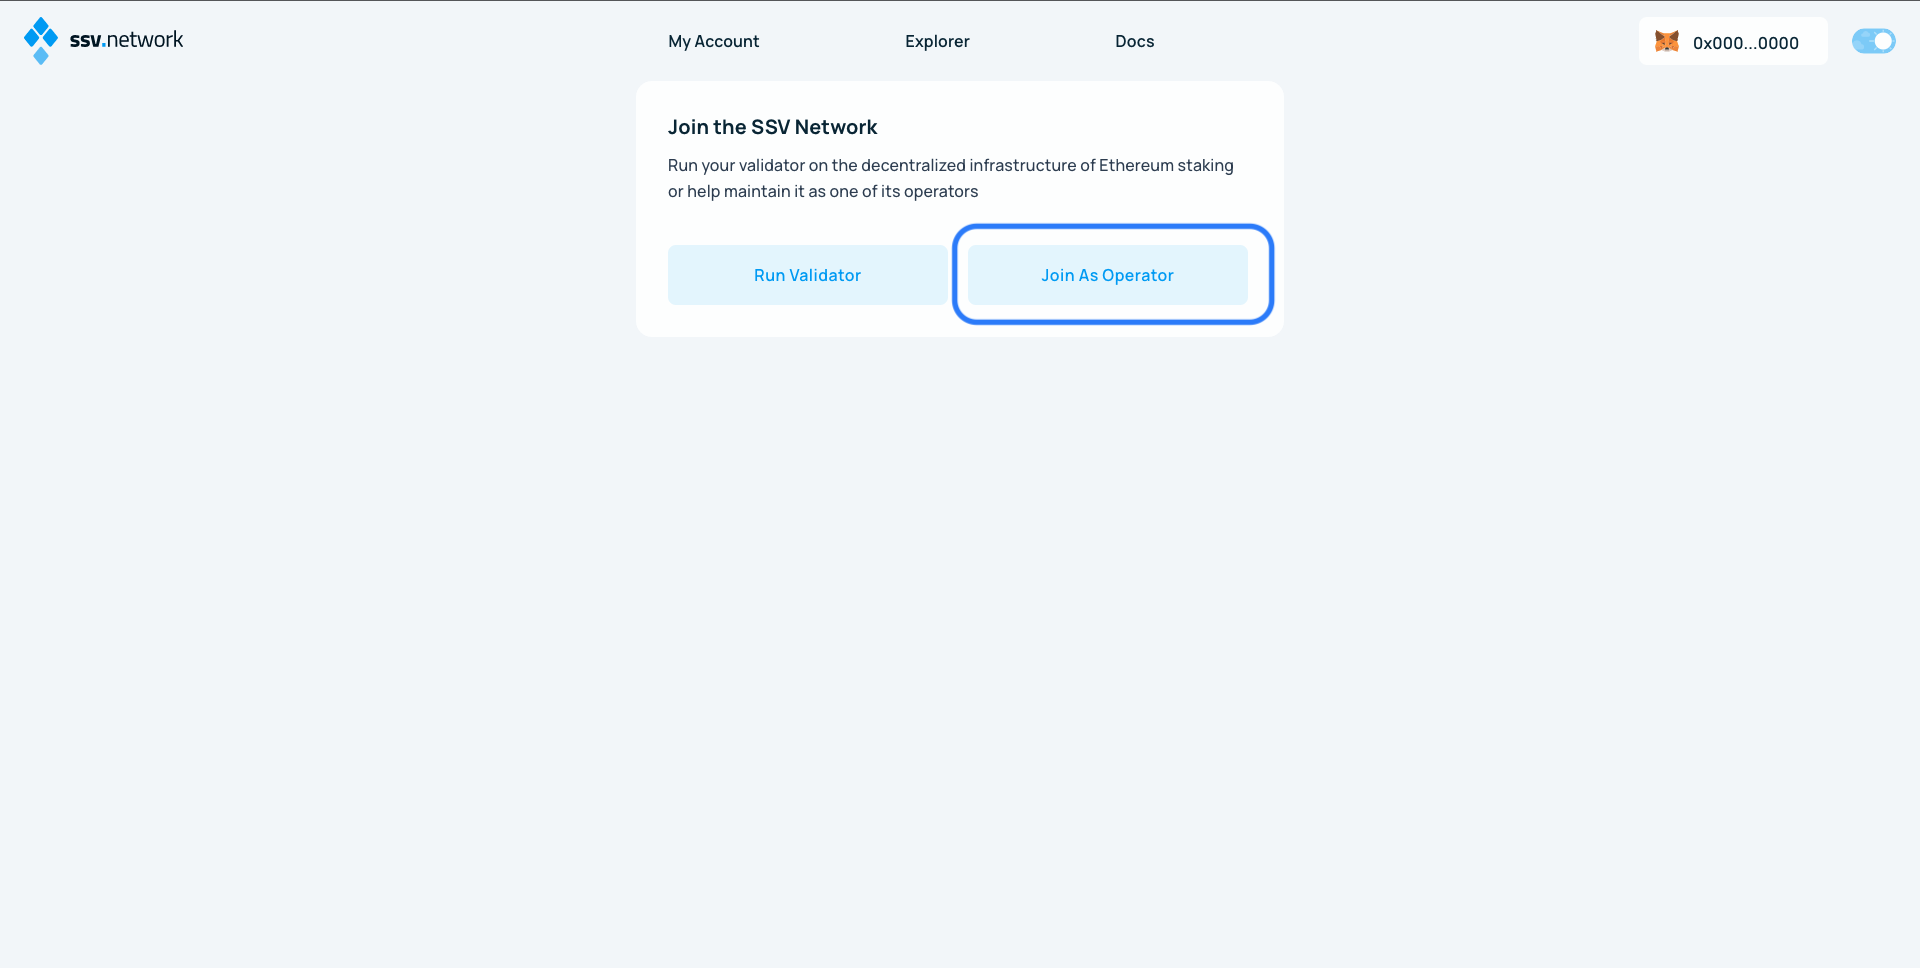 ssv.network
My Account
Explorer
Docs
0x000...0000
Join the SSV Network
Run your validator on the decentralized infrastructure of Ethereum staking
or help maintain it as one of its operators
Run Validator
Join As Operator